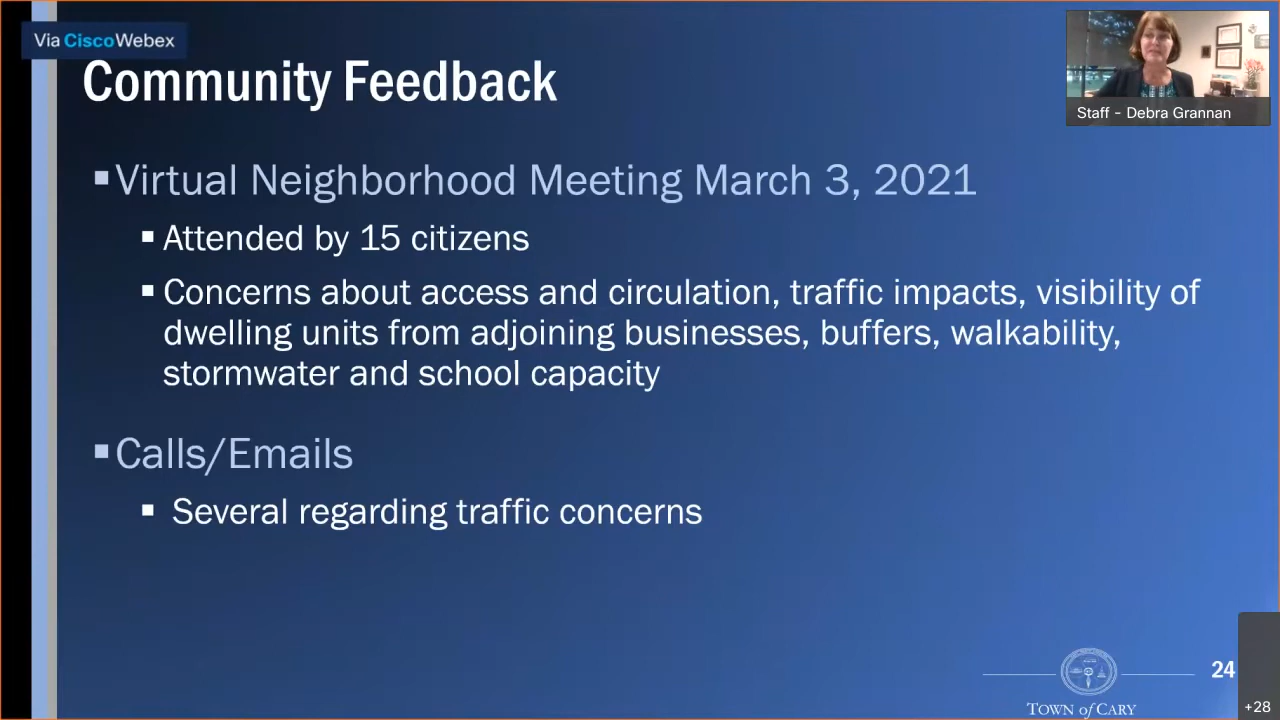 Via CiscoWebex
Community Feedback
Staff - Debra Grannan
▪ Virtual Neighborhood Meeting March 3, 2021
▪ Attended by 15 citizens
▪ Concerns about access and circulation, traffic impacts, visibility of
dwelling units from adjoining businesses, buffers, walkability,
stormwater and school capacity
▪ Calls/Emails
▪ Several regarding traffic concerns
24
TOWN of CARY
+28